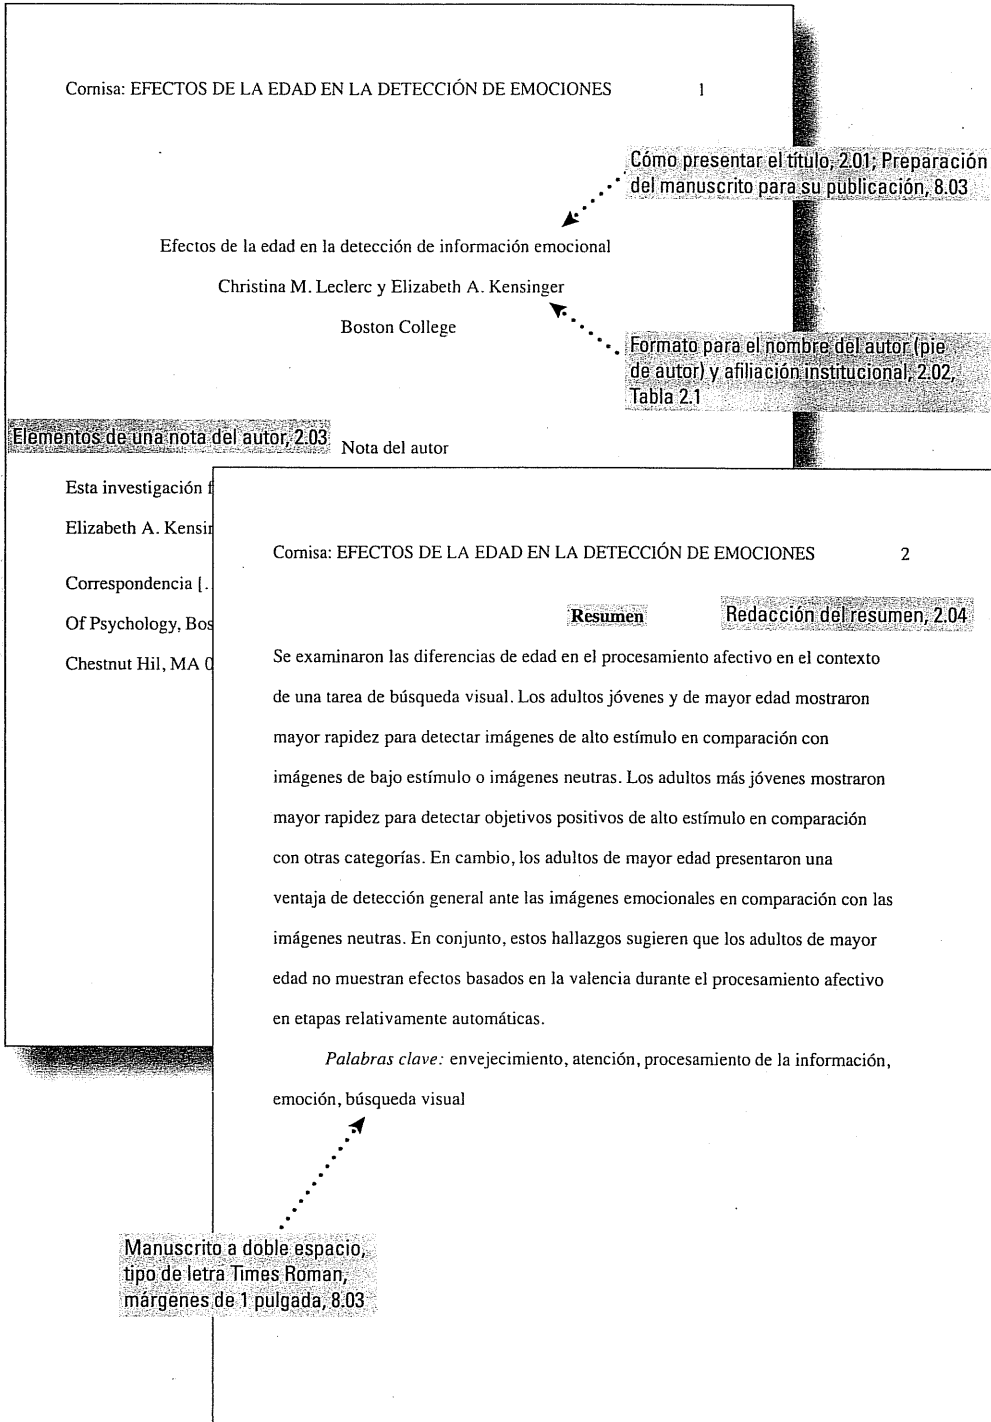 Cornisa: EFECTOS DE LA EDAD EN LA DETECCIÓN DE EMOCIONES 1
Cómo presentar el título, 2.01; Preparación
del manuscrito para su publicación, 8.03
Efectos de la edad en la detección de información emocional
Christina M. Leclerc y Elizabeth A. Kensinger
Boston College
Formato para el nombre del autor (pie
de autor) y afiliación institucional, 2.02,
Tabla 2.1
Elementos de una nota del autor, 2.03
Nota del autor
Esta investigación f
Elizabeth A. Kensin
Correspondencia [..
Of Psychology, Bos
Chestnut Hil, MA 0
Cornisa: EFECTOS DE LA EDAD EN LA DETECCIÓN DE EMOCIONES 2
Resumen
Redacción del resumen, 2.04
Se examinaron las diferencias de edad en el procesamiento afectivo en el contexto
de una tarea de búsqueda visual. Los adultos jóvenes y de mayor edad mostraron
mayor rapidez para detectar imágenes de alto estímulo en comparación con
imágenes de bajo estímulo o imágenes neutras. Los adultos más jóvenes mostraron
mayor rapidez para detectar objetivos positivos de alto estímulo en comparación
con otras categorías. En cambio, los adultos de mayor edad presentaron una
ventaja de detección general ante las imágenes emocionales en comparación con las
imágenes neutras. En conjunto, estos hallazgos sugieren que los adultos de mayor
edad no muestran efectos basados en la valencia durante el procesamiento afectivo
en etapas relativamente automáticas.
Palabras clave: envejecimiento, atención, procesamiento de la información,
emoción, búsqueda visual
Manuscrito a doble espacio,
tipo de letra Times Roman,
márgenes de 1 pulgada, 8.03